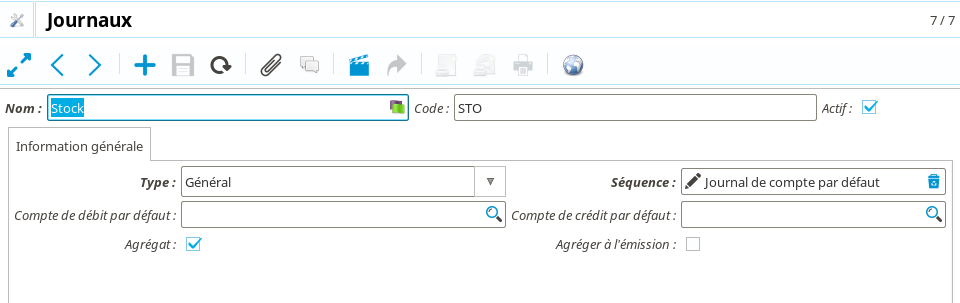 Journaux
7 / 7
Nom : Stock Code : STO Actif :
Information générale
Type : Général Séquence : Journal de compte par défaut
Compte de débit par défaut : Compte de crédit par défaut :
Agrégat : Agréger à l'émission :